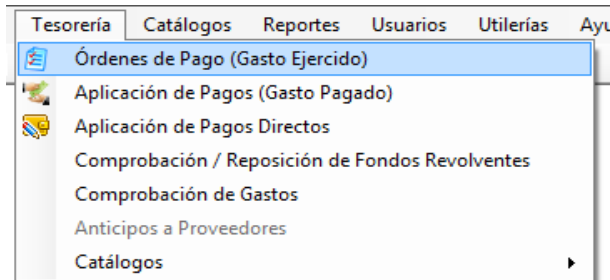 Tesorería Catálogos Reportes Usuarios Utilerías Ayu
Órdenes de Pago (Gasto Ejercido)
Aplicación de Pagos (Gasto Pagado)
Aplicación de Pagos Directos
Comprobación / Reposición de Fondos Revolventes
Comprobación de Gastos
Anticipos a Proveedores
Catálogos